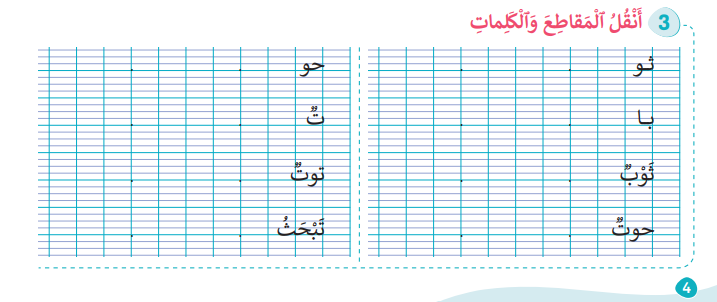 3 أَنْقُلُ ٱلْمَقاطِعَ وَٱلْكَلِماتِ
ثو
با
ثَوْبٌ
حوتٌ
حو
تٌ
توتٌ
تَبْحَثُ
4